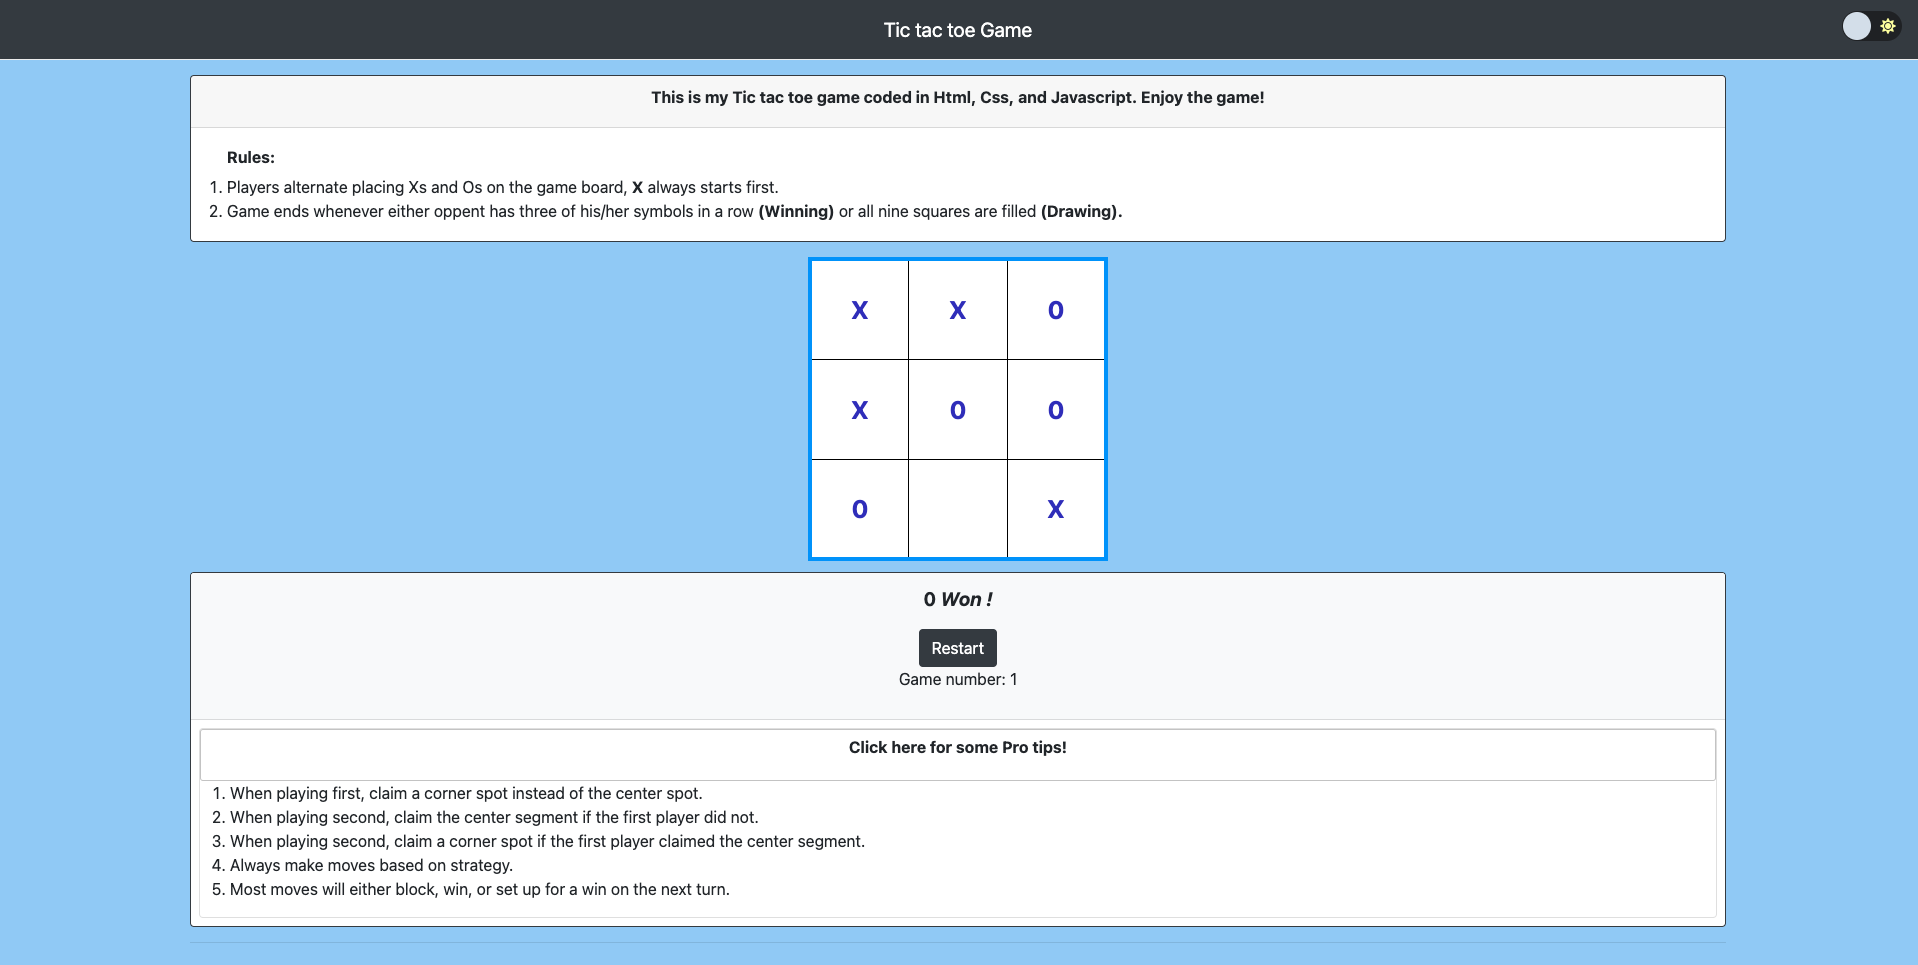 Tic tac toe Game
This is my Tic tac toe game coded in Html, Css, and Javascript. Enjoy the game!
Rules:
1. Players alternate placing Xs and Os on the game board, X always starts first.
2. Game ends whenever either oppent has three of his/her symbols in a row (Winning) or all nine squares are filled (Drawing).
X X 0
X 0 0
0 X
0 Won !
Restart
Game number: 1
Click here for some Pro tips!
1. When playing first, claim a corner spot instead of the center spot.
2. When playing second, claim the center segment if the first player did not.
3. When playing second, claim a corner spot if the first player claimed the center segment.
4. Always make moves based on strategy.
5. Most moves will either block, win, or set up for a win on the next turn.